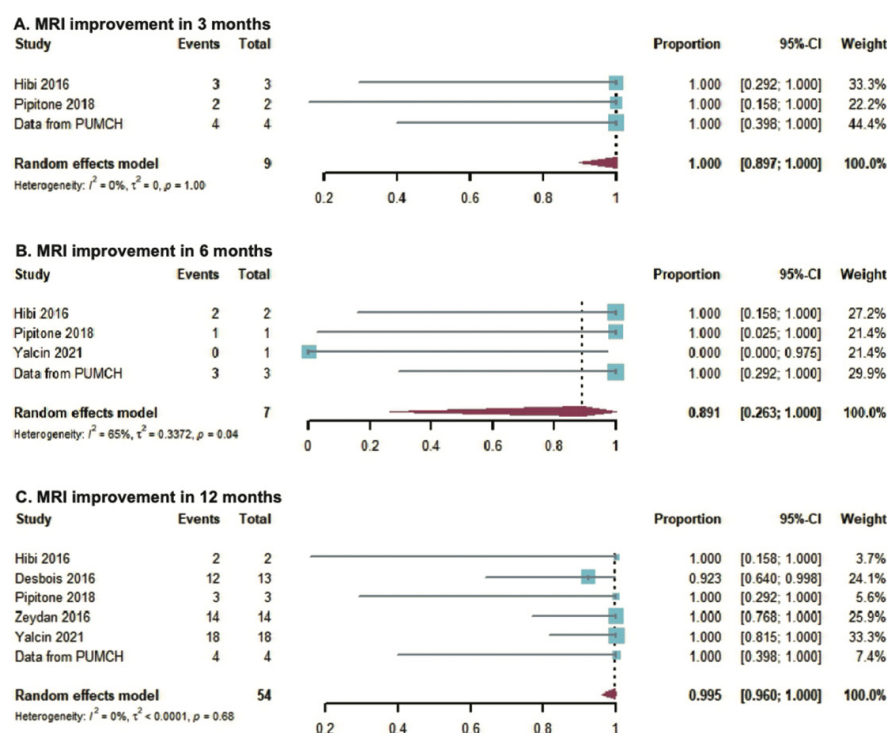 A. MRI improvement in 3 months
Study Events Total Proportion 95%-CI Weight
Hibi 2016 3 3 1.000 [0.292; 1.000] 33.3%
Pipitone 2018 2 2 1.000 [0.158; 1.000] 22.2%
Data from PUMCH 4 4 1.000 [0.398; 1.000] 44.4%
Random effects model 9 1.000 [0.897; 1.000] 100.0%
Heterogeneity: I² = 0%, τ² = 0, p = 1.00
0.2 0.4 0.6 0.8 1
B. MRI improvement in 6 months
Study Events Total Proportion 95%-CI Weight
Hibi 2016 2 2 1.000 [0.158; 1.000] 27.2%
Pipitone 2018 1 1 1.000 [0.025; 1.000] 21.4%
Yalcin 2021 0 1 0.000 [0.000; 0.975] 21.4%
Data from PUMCH 3 3 1.000 [0.292; 1.000] 29.9%
Random effects model 7 0.891 [0.263; 1.000] 100.0%
Heterogeneity: I² = 65%, τ² = 0.3372, p = 0.04
0 0.2 0.4 0.6 0.8 1
C. MRI improvement in 12 months
Study Events Total Proportion 95%-CI Weight
Hibi 2016 2 2 1.000 [0.158; 1.000] 3.7%
Desbois 2016 12 13 0.923 [0.640; 0.998] 24.1%
Pipitone 2018 3 3 1.000 [0.292; 1.000] 5.6%
Zeydan 2016 14 14 1.000 [0.768; 1.000] 25.9%
Yalcin 2021 18 18 1.000 [0.815; 1.000] 33.3%
Data from PUMCH 4 4 1.000 [0.398; 1.000] 7.4%
Random effects model 54 0.995 [0.960; 1.000] 100.0%
Heterogeneity: I² = 0%, τ² < 0.0001, p = 0.68
0.2 0.4 0.6 0.8 1